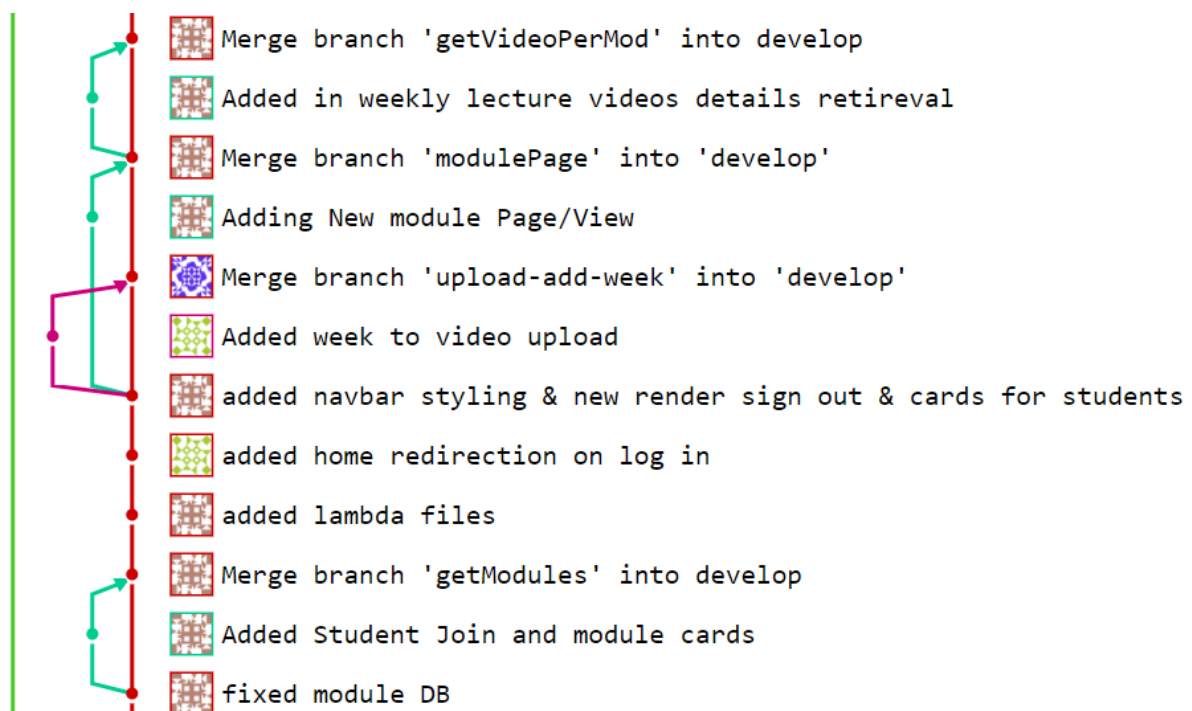 Merge branch 'getVideoPerMod' into develop
Added in weekly lecture videos details retireval
Merge branch 'modulePage' into 'develop'
Adding New module Page/View
Merge branch 'upload-add-week' into 'develop'
Added week to video upload
added navbar styling & new render sign out & cards for students
added home redirection on log in
added lambda files
Merge branch 'getModules' into develop
Added Student Join and module cards
fixed module DB